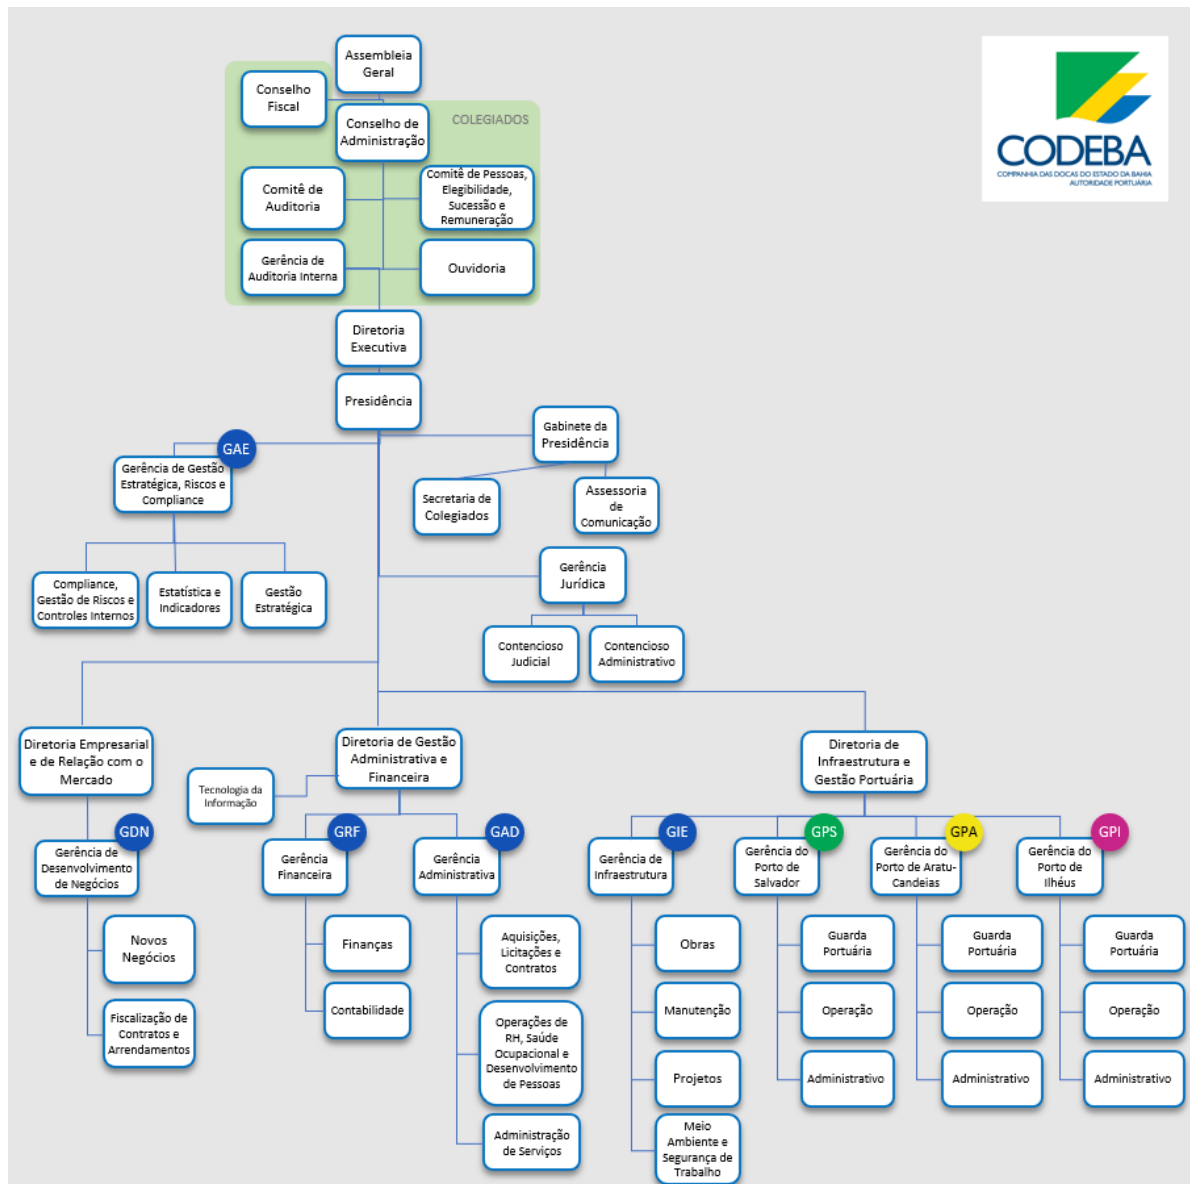 Assembleia
Geral
Conselho
Fiscal
COLEGIADOS
Conselho de
Administração
Comitê de
Auditoria
Comitê de Pessoas,
Elegibilidade,
Sucessão e
Remuneração
Gerência de
Auditoria Interna
Ouvidoria
CODEBA
COMPANHIA DAS DOCAS DO ESTADO DA BAHIA
AUTORIDADE PORTUÁRIA
Diretoria
Executiva
Presidência
GAE
Gerência de Gestão
Estratégica, Riscos e
Compliance
Gabinete da
Presidência
Secretaria de
Colegiados
Assessoria
de
Comunicação
Compliance,
Gestão de Riscos e
Controles Internos
Estatística e
Indicadores
Gestão
Estratégica
Gerência
Jurídica
Contencioso
Judicial
Contencioso
Administrativo
Diretoria Empresarial
e de Relação com o
Mercado
Diretoria de Gestão
Administrativa e
Financeira
Diretoria de
Infraestrutura e
Gestão Portuária
Tecnologia da
Informação
GDN
Gerência de
Desenvolvimento
de Negócios
GRF
Gerência
Financeira
GAD
Gerência
Administrativa
GIE
Gerência de
Infraestrutura
GPS
Gerência do
Porto de
Salvador
GPA
Gerência do
Porto de Aratu-
Candeias
GPI
Gerência do
Porto de
Ilhéus
Novos
Negócios
Fiscalização de
Contratos e
Arrendamentos
Finanças
Contabilidade
Aquisições,
Licitações e
Contratos
Operações de
RH, Saúde
Ocupacional e
Desenvolvimento
de Pessoas
Administração
de Serviços
Obras
Manutenção
Projetos
Meio
Ambiente e
Segurança de
Trabalho
Guarda
Portuária
Operação
Administrativo
Guarda
Portuária
Operação
Administrativo
Guarda
Portuária
Operação
Administrativo